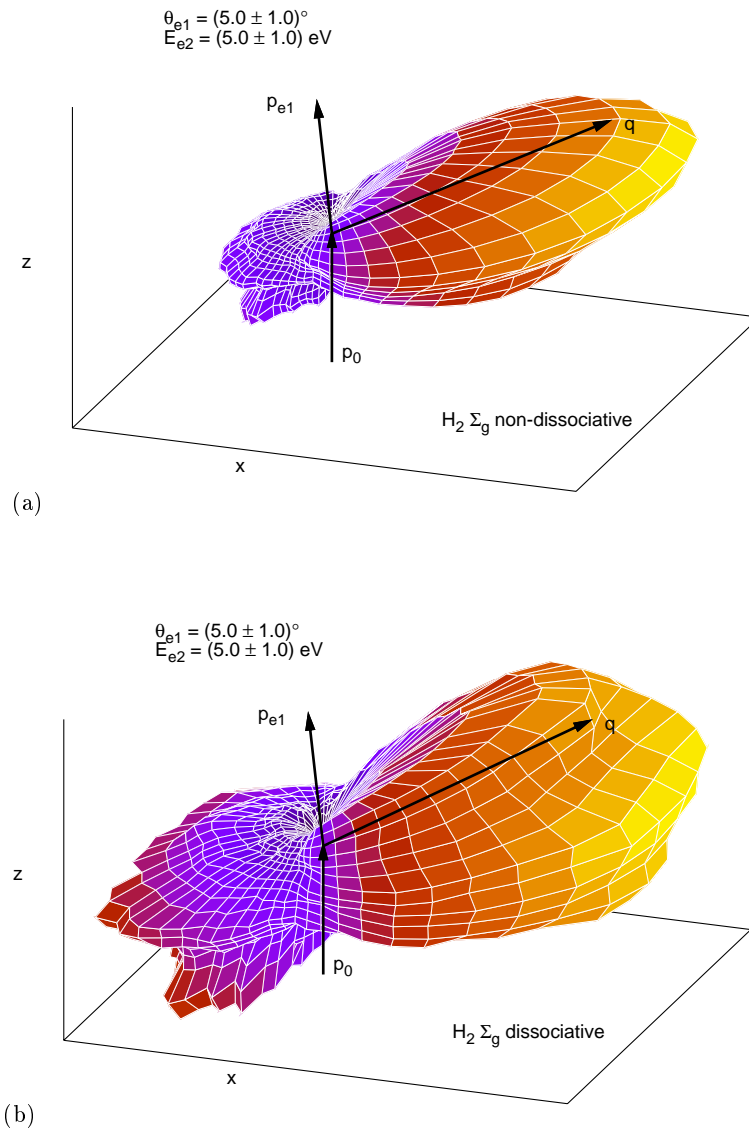 θe1 = (5.0 ± 1.0)°
Ee2 = (5.0 ± 1.0) eV
pe1
q
z
p0
H2 Σg non-dissociative
x
(a)
θe1 = (5.0 ± 1.0)°
Ee2 = (5.0 ± 1.0) eV
pe1
q
z
p0
H2 Σg dissociative
x
(b)